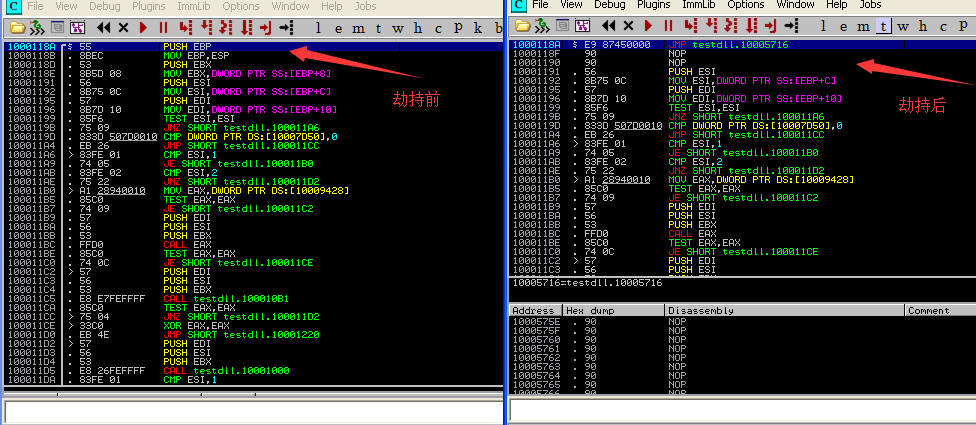 C File View Debug Plugins ImmLib Options Window Jobs
l e m t w h c p k b
1000118A $ 55 PUSH EBP
1000118B . 8BEC MOV EBP,ESP
1000118D . 53 PUSH EBX
1000118E . 8B5D 08 MOV EBX,DWORD PTR SS:[EBP+8]
10001191 . 56 PUSH ESI
10001192 . 8B75 0C MOV ESI,DWORD PTR SS:[EBP+C]
10001195 . 57 PUSH EDI
10001196 . 8B7D 10 MOV EDI,DWORD PTR SS:[EBP+10]
10001199 . 85F6 TEST ESI,ESI
1000119B . 75 09 JNZ SHORT testdll.100011A6
1000119D . 833D 507D0010 CMP DWORD PTR DS:[10007D50],0
100011A4 . EB 26 JMP SHORT testdll.100011CC
100011A6 > 83FE 01 CMP ESI,1
100011A9 . 74 05 JE SHORT testdll.100011B0
100011AB . 83FE 02 CMP ESI,2
100011AE . 75 22 JNZ SHORT testdll.100011D2
100011B0 > A1 28940010 MOV EAX,DWORD PTR DS:[10009428]
100011B5 . 85C0 TEST EAX,EAX
100011B7 . 74 09 JE SHORT testdll.100011C2
100011B9 . 57 PUSH EDI
100011BA . 56 PUSH ESI
100011BB . 53 PUSH EBX
100011BC . FFD0 CALL EAX
100011BE . 85C0 TEST EAX,EAX
100011C0 . 74 0C JE SHORT testdll.100011CE
100011C2 > 57 PUSH EDI
100011C3 . 56 PUSH ESI
100011C4 . 53 PUSH EBX
100011C5 . E8 E7FEFFFF CALL testdll.100010B1
100011CA . 85C0 TEST EAX,EAX
100011CC > 75 04 JNZ SHORT testdll.100011D2
100011CE > 33C0 XOR EAX,EAX
100011D0 . EB 4E JMP SHORT testdll.10001220
100011D2 > 57 PUSH EDI
100011D3 . 56 PUSH ESI
100011D4 . 53 PUSH EBX
100011D5 . E8 26FEFFFF CALL testdll.10001000
100011DA . 83FE 01 CMP ESI,1
劫持前
C File View Debug Plugins ImmLib Options Window
l e m t w h c
1000118A $ E9 87450000 JMP testdll.10005716
1000118F 90 NOP
10001190 90 NOP
10001191 . 56 PUSH ESI
10001192 . 8B75 0C MOV ESI,DWORD PTR SS:[EBP+C]
10001195 . 57 PUSH EDI
10001196 . 8B7D 10 MOV EDI,DWORD PTR SS:[EBP+10]
10001199 . 85F6 TEST ESI,ESI
1000119B . 75 09 JNZ SHORT testdll.100011A6
1000119D . 833D 507D0010 CMP DWORD PTR DS:[10007D50],0
100011A4 . EB 26 JMP SHORT testdll.100011CC
100011A6 > 83FE 01 CMP ESI,1
100011A9 . 74 05 JE SHORT testdll.100011B0
100011AB . 83FE 02 CMP ESI,2
100011AE . 75 22 JNZ SHORT testdll.100011D2
100011B0 > A1 28940010 MOV EAX,DWORD PTR DS:[10009428]
100011B5 . 85C0 TEST EAX,EAX
100011B7 . 74 09 JE SHORT testdll.100011C2
100011B9 . 57 PUSH EDI
100011BA . 56 PUSH ESI
100011BB . 53 PUSH EBX
100011BC . FFD0 CALL EAX
100011BE . 85C0 TEST EAX,EAX
100011C0 . 74 0C JE SHORT testdll.100011CE
100011C2 > 57 PUSH EDI
100011C3 . 56 PUSH ESI
劫持后
10005716=testdll.10005716
Address Hex dump Disassembly Comment
1000575E . 90 NOP
1000575F . 90 NOP
10005760 . 90 NOP
10005761 . 90 NOP
10005762 . 90 NOP
10005763 . 90 NOP
10005764 . 90 NOP
10005765 . 90 NOP
10005766 . 90 NOP